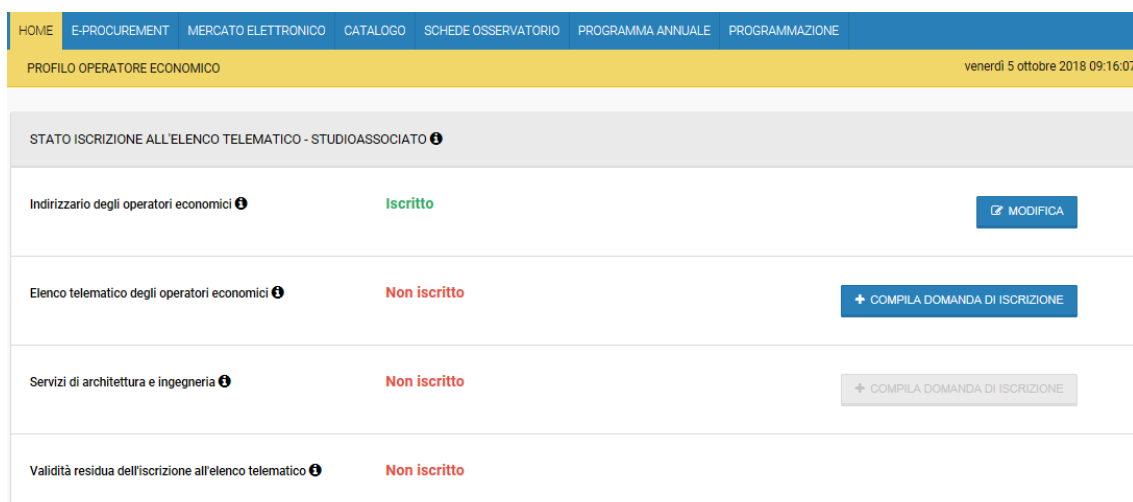 HOME E-PROCUREMENT MERCATO ELETTRONICO CATALOGO SCHEDE OSSERVATORIO PROGRAMMA ANNUALE PROGRAMMAZIONE
PROFILO OPERATORE ECONOMICO venerdì 5 ottobre 2018 09:16:07
STATO ISCRIZIONE ALL'ELENCO TELEMATICO - STUDIOASSOCIATO
Indirizzario degli operatori economici Iscritto MODIFICA
Elenco telematico degli operatori economici Non iscritto + COMPILA DOMANDA DI ISCRIZIONE
Servizi di architettura e ingegneria Non iscritto + COMPILA DOMANDA DI ISCRIZIONE
Validità residua dell'iscrizione all'elenco telematico Non iscritto